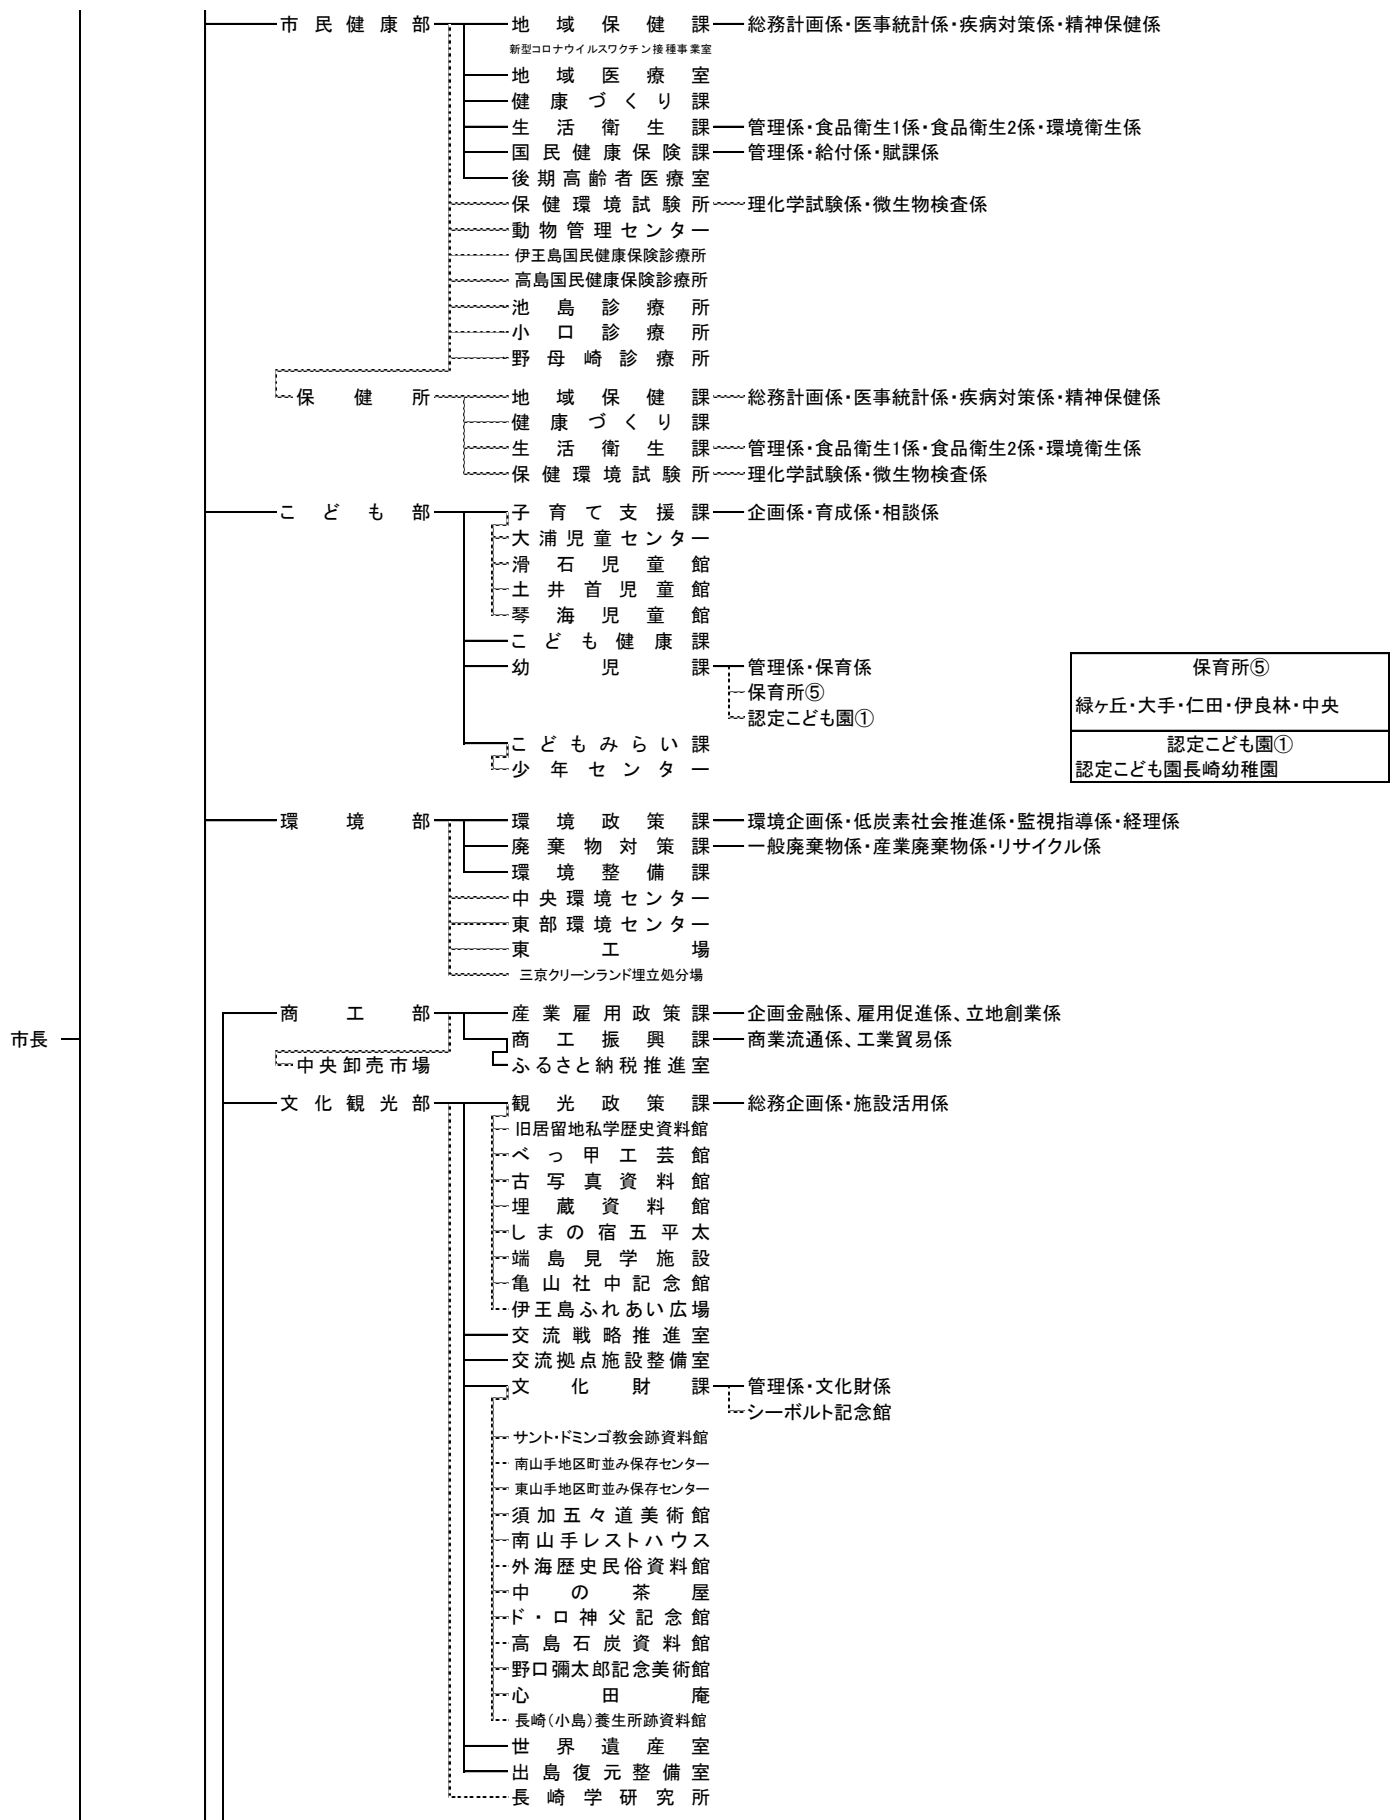 市民健康部 地域保健課 総務計画係・医事統計係・疾病対策係・精神保健係
新型コロナウイルスワクチン接種事業室
地域医療室
健康づくり課
生活衛生課 管理係・食品衛生1係・食品衛生2係・環境衛生係
国民健康保険課 管理係・給付係・賦課係
後期高齢者医療室
保健環境試験所 理化学試験係・微生物検査係
動物管理センター
伊王島国民健康保険診療所
高島国民健康保険診療所
池島診療所
小口診療所
野母崎診療所
保健所 地域保健課 総務計画係・医事統計係・疾病対策係・精神保健係
健康づくり課
生活衛生課 管理係・食品衛生1係・食品衛生2係・環境衛生係
保健環境試験所 理化学試験係・微生物検査係
こども部 子育て支援課 企画係・育成係・相談係
大浦児童センター
滑石児童館
土井首児童館
琴海児童館
こども健康課
幼児課 管理係・保育係
保育所⑤
認定こども園①
保育所⑤
緑ヶ丘・大手・仁田・伊良林・中央
認定こども園①
認定こども園長崎幼稚園
こどもみらい課
少年センター
環境部 環境政策課 環境企画係・低炭素社会推進係・監視指導係・経理係
廃棄物対策課 一般廃棄物係・産業廃棄物係・リサイクル係
環境整備課
中央環境センター
東部環境センター
東工場
三京クリーンランド埋立処分場
商工部 産業雇用政策課 企画金融係、雇用促進係、立地創業係
市長 商工振興課 商業流通係、工業貿易係
中央卸売市場 ふるさと納税推進室
文化観光部 観光政策課 総務企画係・施設活用係
旧居留地私学歴史資料館
べっ甲工芸館
古写真資料館
埋蔵資料館
しまの宿五平太
端島見学施設
亀山社中記念館
伊王島ふれあい広場
交流戦略推進室
交流拠点施設整備室
文化財課 管理係・文化財係
シーボルト記念館
サント・ドミンゴ教会跡資料館
南山手地区町並み保存センター
東山手地区町並み保存センター
須加五々道美術館
南山手レストハウス
外海歴史民俗資料館
中の茶屋
ド・ロ神父記念館
高島石炭資料館
野口彌太郎記念美術館
心田庵
長崎(小島)養生所跡資料館
世界遺産室
出島復元整備室
長崎学研究所